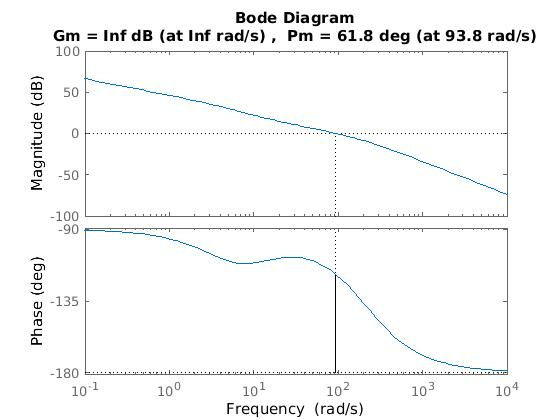 Bode Diagram
Gm = Inf dB (at Inf rad/s) ,  Pm = 61.8 deg (at 93.8 rad/s)
100
50
0
-50
-100
Magnitude (dB)
-90
-135
-180
Phase (deg)
10^-1 10^0 10^1 10^2 10^3 10^4
Frequency  (rad/s)